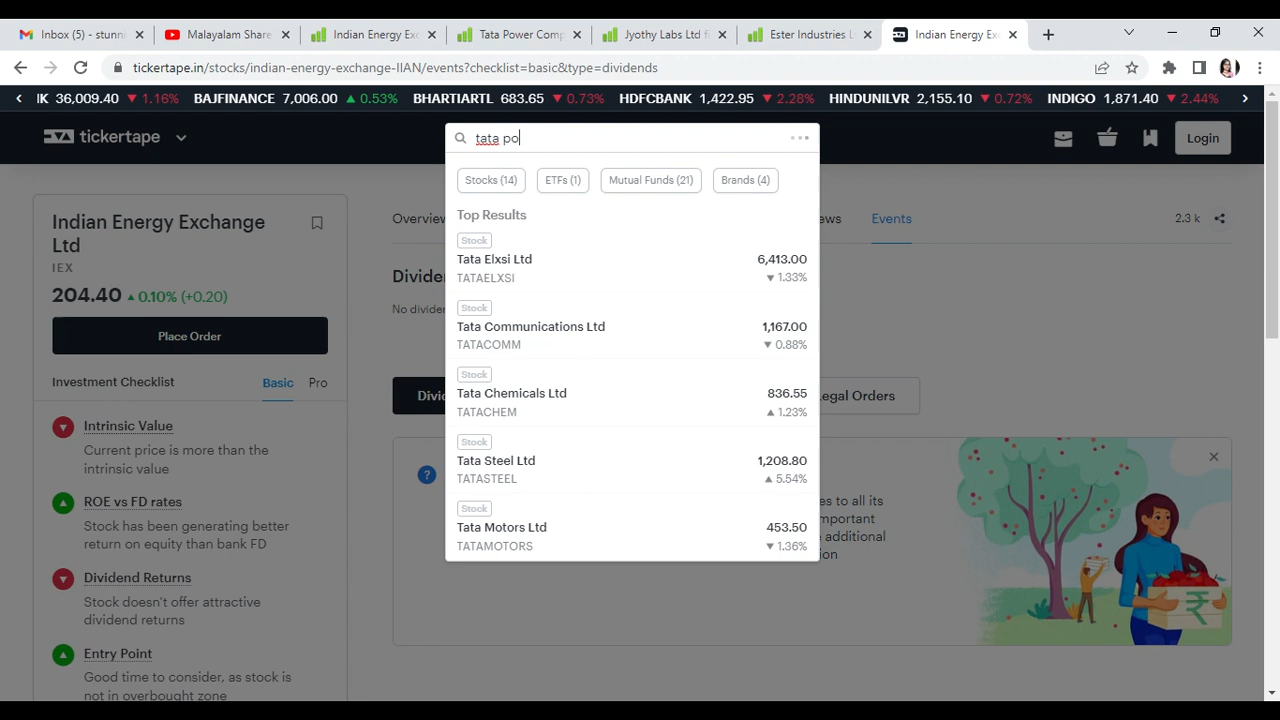 Inbox (5) - stunn
Malayalam Share
Indian Energy Exc
Tata Power Comp
Jyothy Labs Ltd fi
Ester Industries L
Indian Energy Ex
tickertape.in/stocks/indian-energy-exchange-IIAN/events?checklist=basic&type=dividends
IK 36,009.40 ▼ 1.16% BAJFINANCE 7,006.00 ▲ 0.53% BHARTIARTL 683.65 ▼ 0.73% HDFCBANK 1,422.95 ▼ 2.28% HINDUNILVR 2,155.10 ▼ 0.72% INDIGO 1,871.40 ▼ 2.44%
tickertape
tata po
Login
Stocks (14) ETFs (1) Mutual Funds (21) Brands (4)
Top Results
Stock
Tata Elxsi Ltd 6,413.00
TATAELXSI ▼ 1.33%
Stock
Tata Communications Ltd 1,167.00
TATACOMM ▼ 0.88%
Stock
Tata Chemicals Ltd 836.55
TATACHEM ▲ 1.23%
Stock
Tata Steel Ltd 1,208.80
TATASTEEL ▲ 5.54%
Stock
Tata Motors Ltd 453.50
TATAMOTORS ▼ 1.36%
Indian Energy Exchange
Ltd
IEX
204.40 ▲ 0.10% (+0.20)
Place Order
Investment Checklist Basic Pro
Intrinsic Value
Current price is more than the
intrinsic value
ROE vs FD rates
Stock has been generating better
return on equity than bank FD
Dividend Returns
Stock doesn't offer attractive
dividend returns
Entry Point
Good time to consider, as stock is
not in overbought zone
Overview
ews
Events
2.3 k
Divide
No divider
Divid
Legal Orders
?
es to all its
mportant
e additional
ion
₹